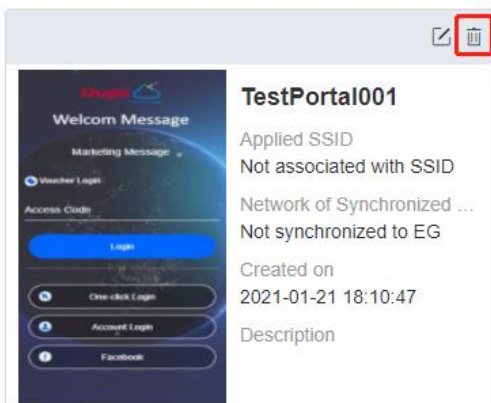 Welcom Message
Marketing Message
Voucher Login
Access Code
Login
One-click Login
Account Login
Facebook
TestPortal001
Applied SSID
Not associated with SSID
Network of Synchronized ...
Not synchronized to EG
Created on
2021-01-21 18:10:47
Description